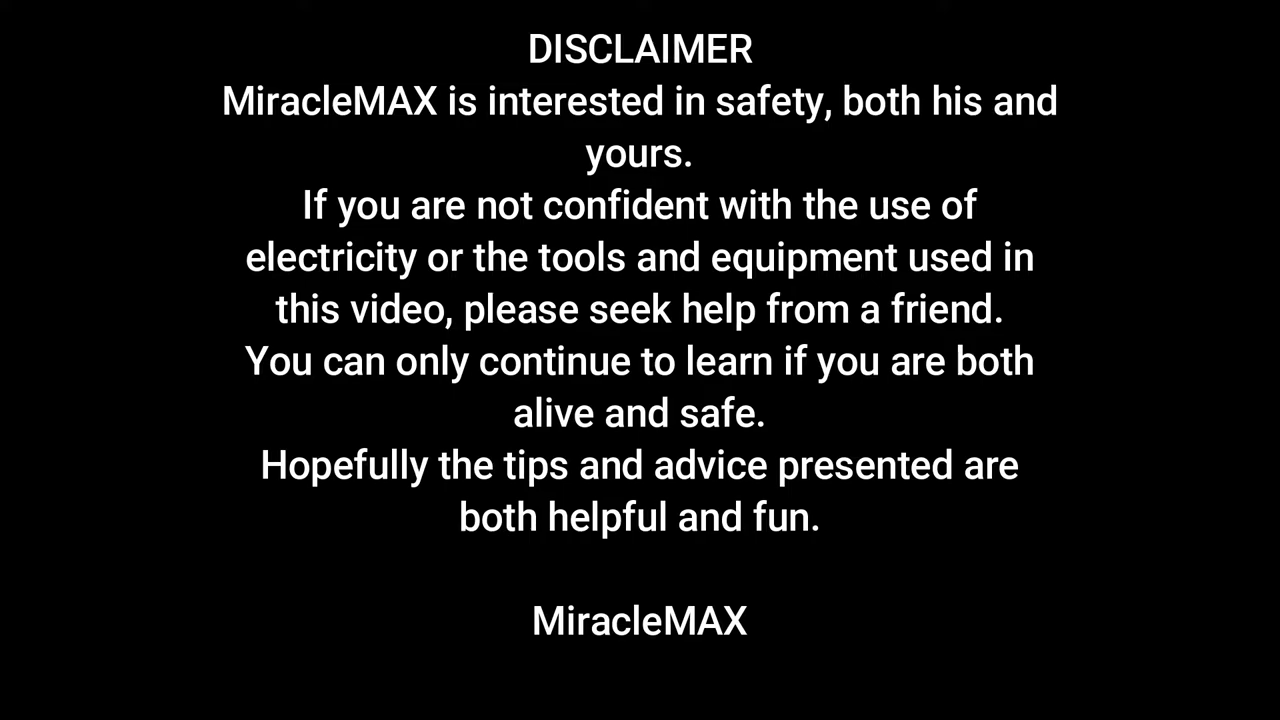 DISCLAIMER
MiracleMAX is interested in safety, both his and
yours.
If you are not confident with the use of
electricity or the tools and equipment used in
this video, please seek help from a friend.
You can only continue to learn if you are both
alive and safe.
Hopefully the tips and advice presented are
both helpful and fun.
MiracleMAX